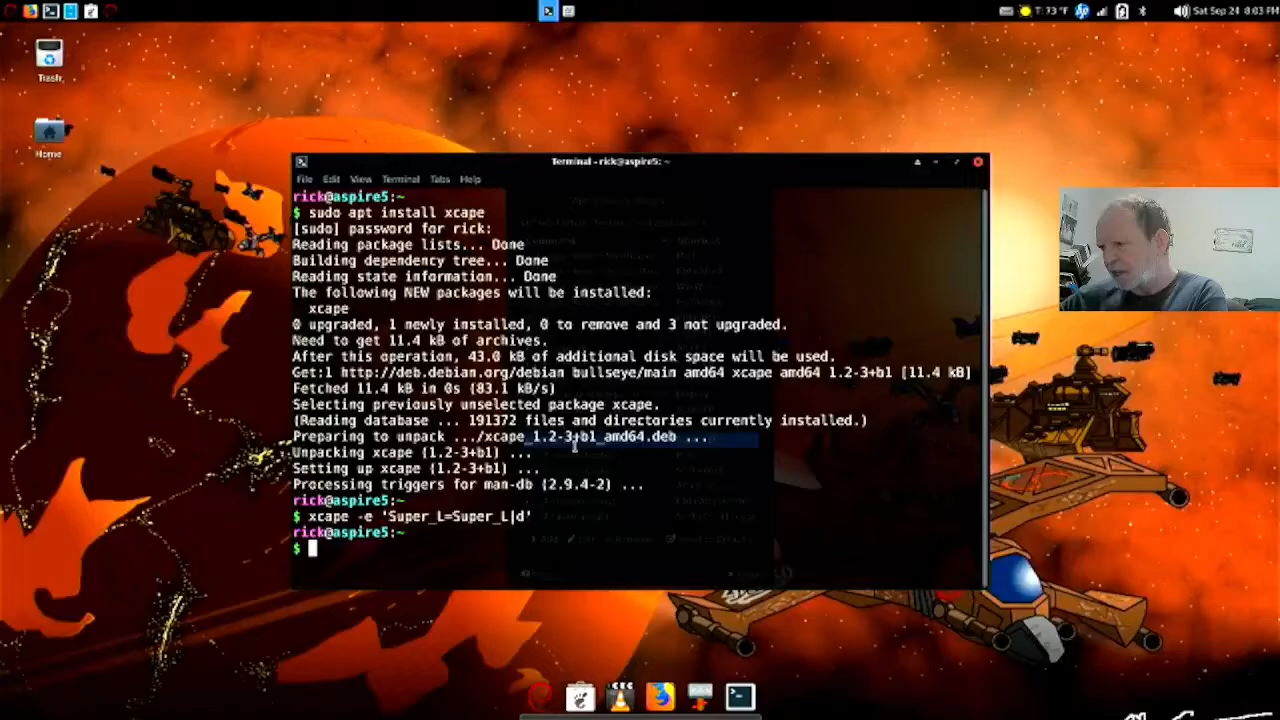 T: 73 °F
Sat Sep 24 8:03 PM
Trash
Home
Terminal - rick@aspire5: ~
File Edit View Terminal Tabs Help
rick@aspire5:~
$ sudo apt install xcape
[sudo] password for rick:
Reading package lists... Done
Building dependency tree... Done
Reading state information... Done
The following NEW packages will be installed:
xcape
0 upgraded, 1 newly installed, 0 to remove and 3 not upgraded.
Need to get 11.4 kB of archives.
After this operation, 43.0 kB of additional disk space will be used.
Get:1 http://deb.debian.org/debian bullseye/main amd64 xcape amd64 1.2-3+b1 [11.4 kB]
Fetched 11.4 kB in 0s (83.1 kB/s)
Selecting previously unselected package xcape.
(Reading database ... 191372 files and directories currently installed.)
Preparing to unpack .../xcape_1.2-3+b1_amd64.deb ...
Unpacking xcape (1.2-3+b1) ...
Setting up xcape (1.2-3+b1) ...
Processing triggers for man-db (2.9.4-2) ...
rick@aspire5:~
$ xcape -e 'Super_L=Super_L|d'
rick@aspire5:~
$